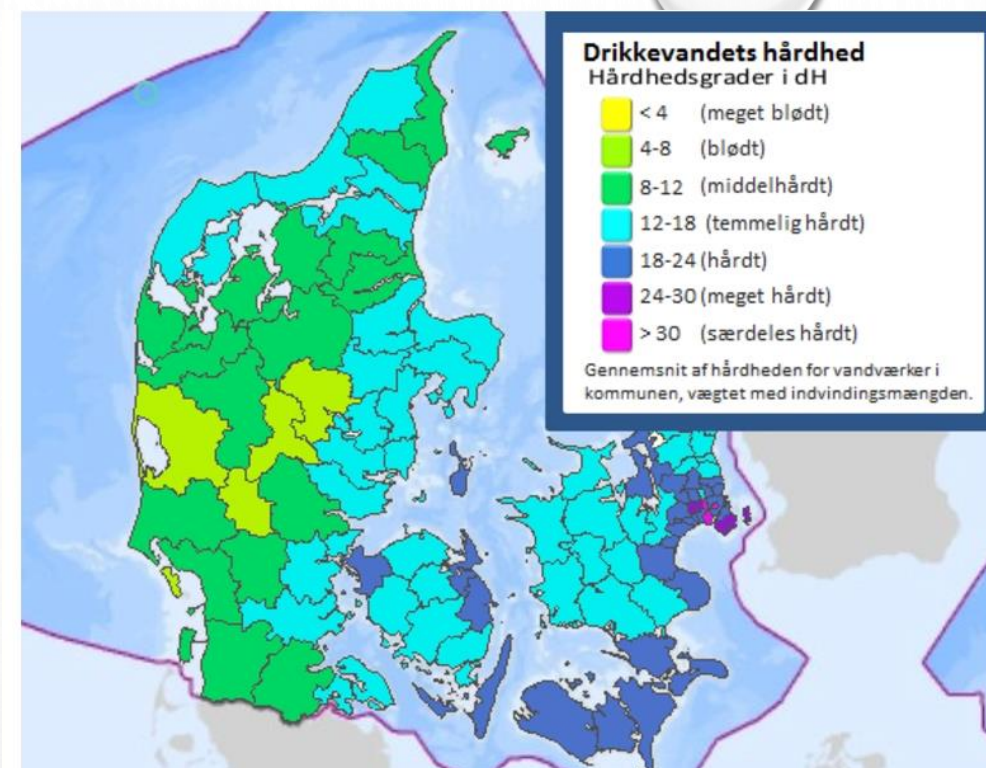 Drikkevandets hårdhed
Hårdhedsgrader i dH
< 4 (meget blødt)
4-8 (blødt)
8-12 (middelhårdt)
12-18 (temmelig hårdt)
18-24 (hårdt)
24-30 (meget hårdt)
> 30 (særdeles hårdt)
Gennemsnit af hårdheden for vandværker i
kommunen, vægtet med indvindingsmængden.